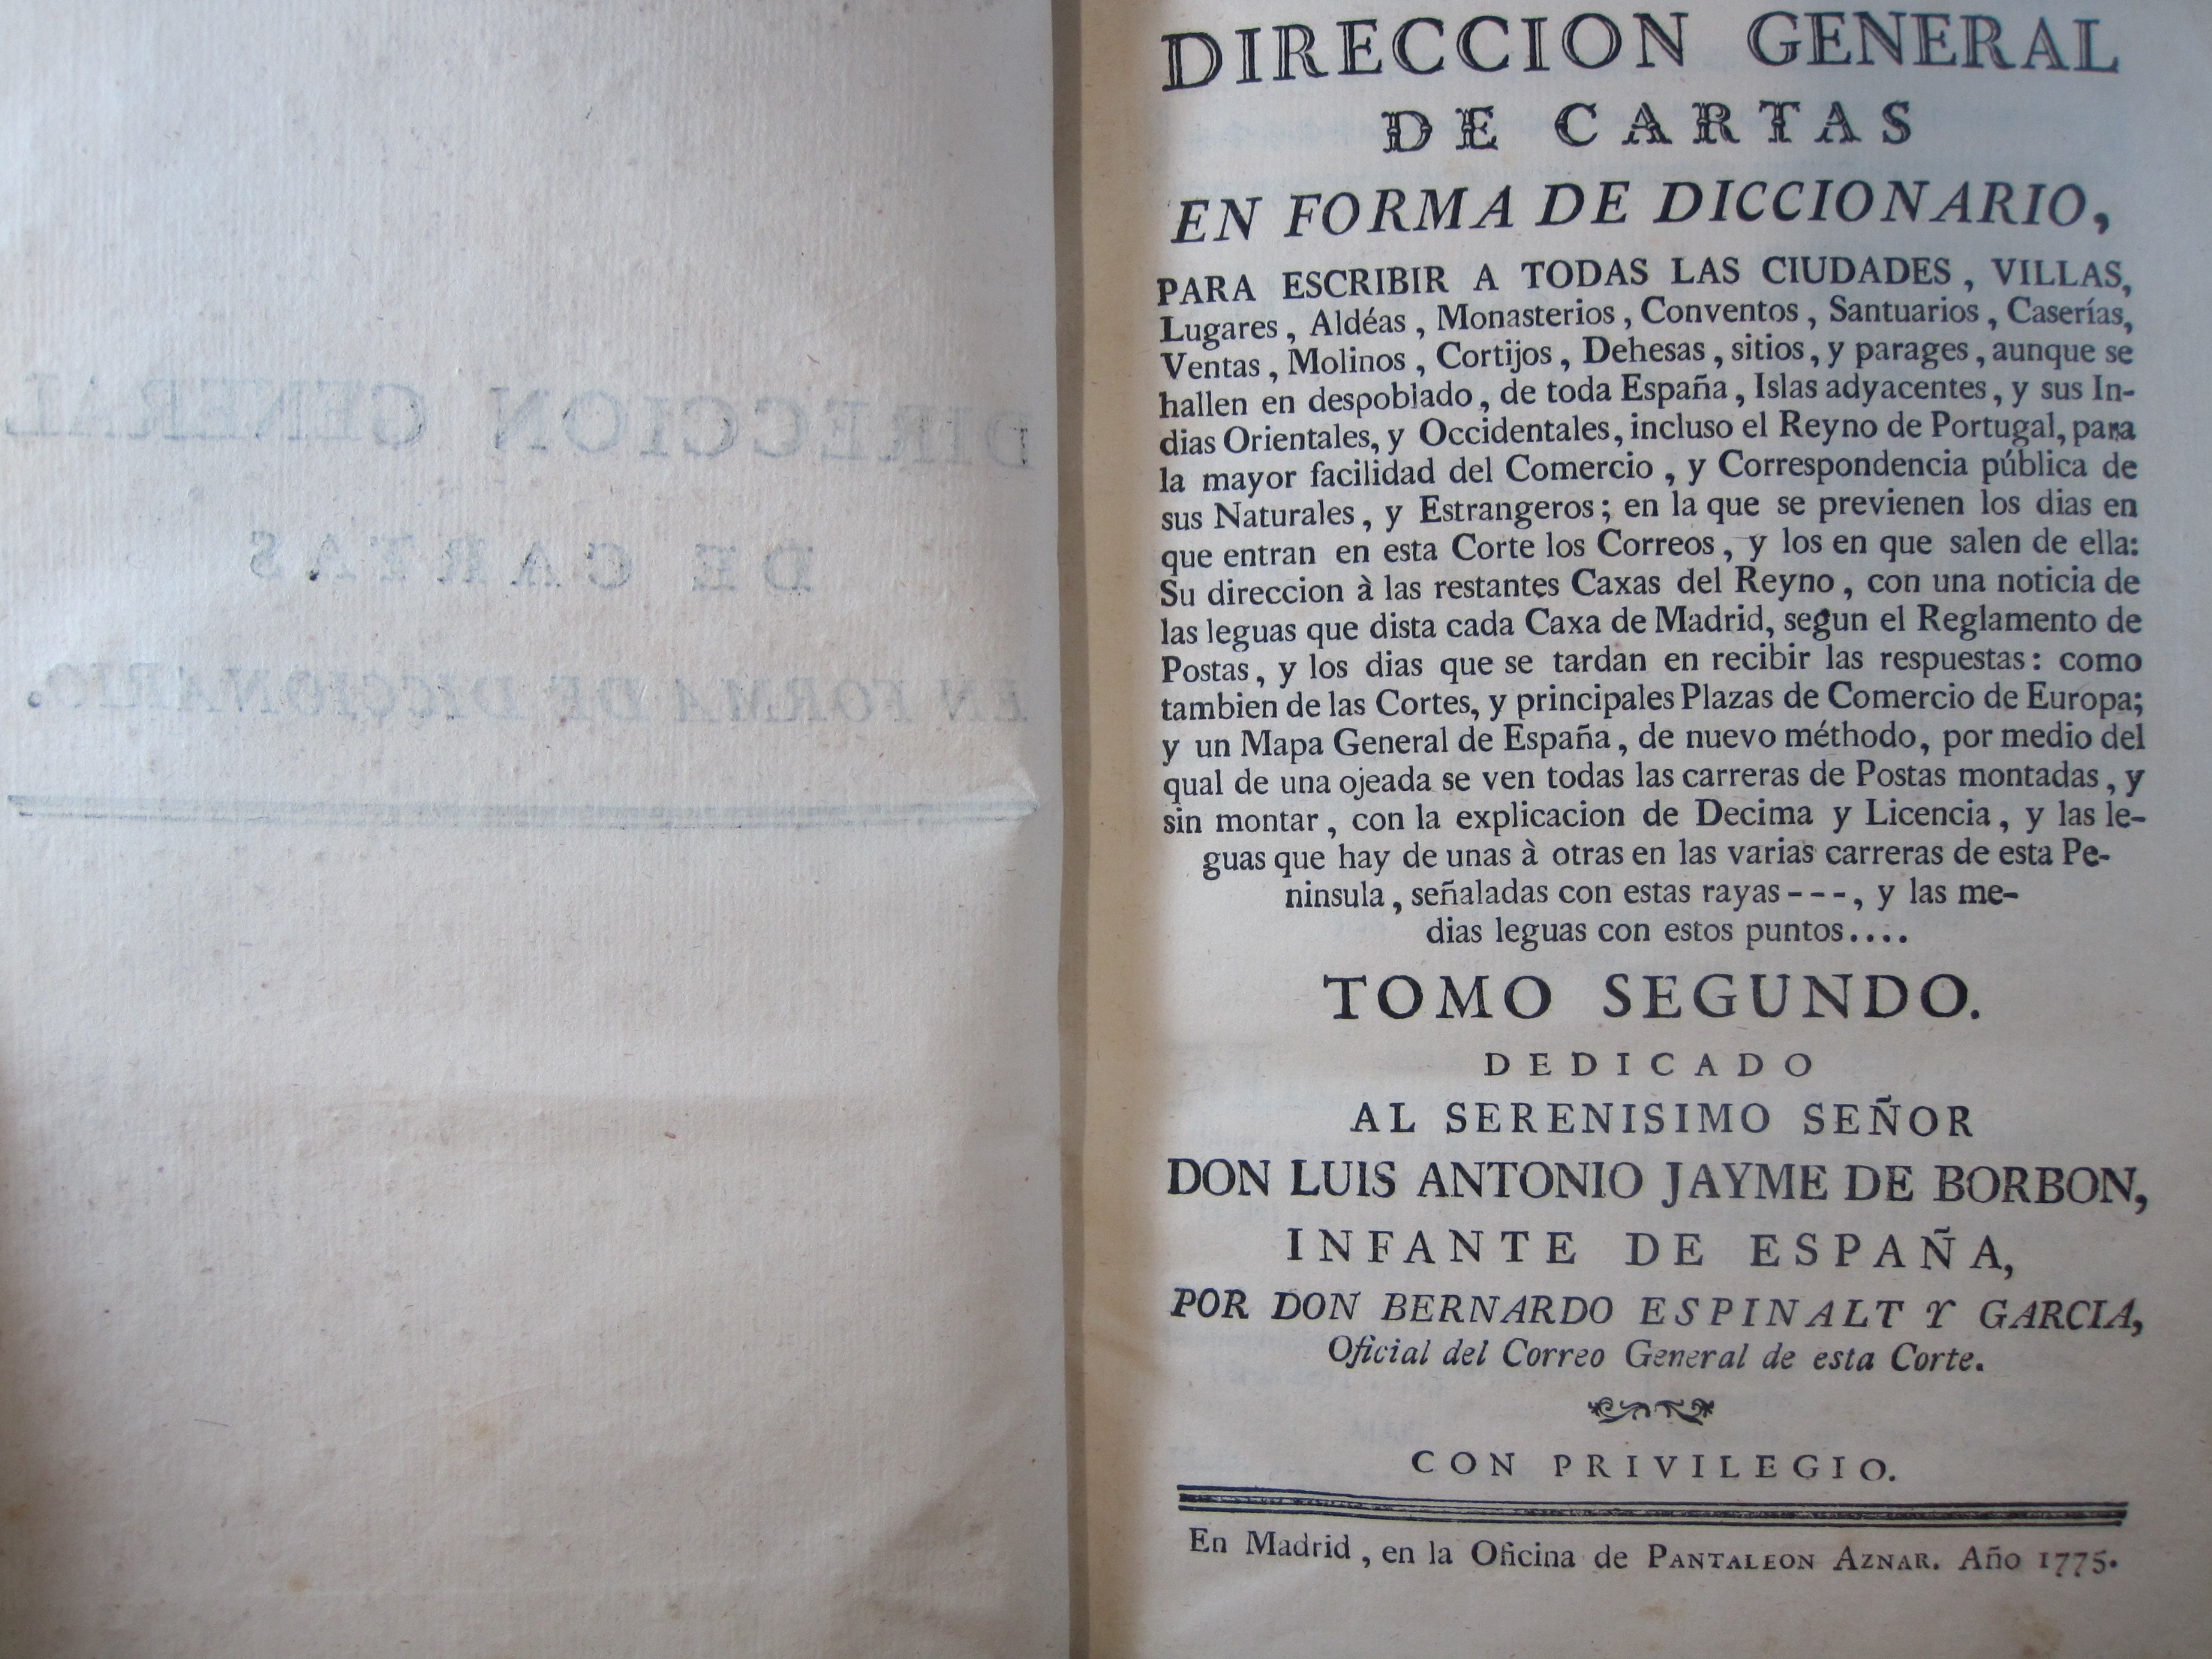 DIRECCION GENERAL
DE CARTAS
EN FORMA DE DICCIONARIO.
DIRECCION GENERAL
DE CARTAS
EN FORMA DE DICCIONARIO,
PARA ESCRIBIR A TODAS LAS CIUDADES, VILLAS,
Lugares, Aldéas, Monasterios, Conventos, Santuarios, Caserías,
Ventas, Molinos, Cortijos, Dehesas, sitios, y parages, aunque se
hallen en despoblado, de toda España, Islas adyacentes, y sus In-
dias Orientales, y Occidentales, incluso el Reyno de Portugal, para
la mayor facilidad del Comercio, y Correspondencia pública de
sus Naturales, y Estrangeros; en la que se previenen los dias en
que entran en esta Corte los Correos, y los en que salen de ella:
Su direccion à las restantes Caxas del Reyno, con una noticia de
las leguas que dista cada Caxa de Madrid, segun el Reglamento de
Postas, y los dias que se tardan en recibir las respuestas: como
tambien de las Cortes, y principales Plazas de Comercio de Europa;
y un Mapa General de España, de nuevo méthodo, por medio del
qual de una ojeada se ven todas las carreras de Postas montadas, y
sin montar, con la explicacion de Decima y Licencia, y las le-
guas que hay de unas à otras en las varias carreras de esta Pe-
ninsula, señaladas con estas rayas---, y las me-
dias leguas con estos puntos....
TOMO SEGUNDO.
DEDICADO
AL SERENISIMO SEÑOR
DON LUIS ANTONIO JAYME DE BORBON,
INFANTE DE ESPAÑA,
POR DON BERNARDO ESPINALT Y GARCIA,
Oficial del Correo General de esta Corte.
CON PRIVILEGIO.
En Madrid, en la Oficina de PANTALEON AZNAR. Año 1775.